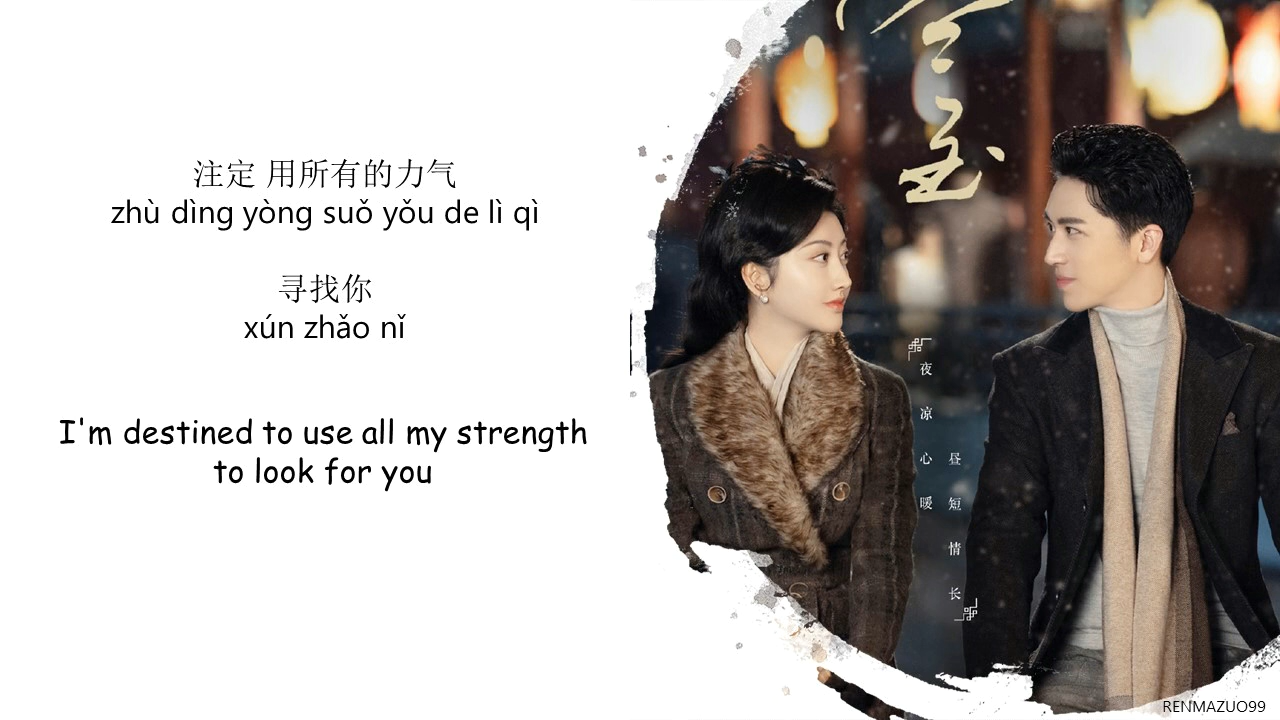 注定 用所有的力气
zhù dìng yòng suǒ yǒu de lì qì
寻找你
xún zhǎo nǐ
I'm destined to use all my strength
to look for you
昼短情长
夜凉心暖
RENMAZUO99